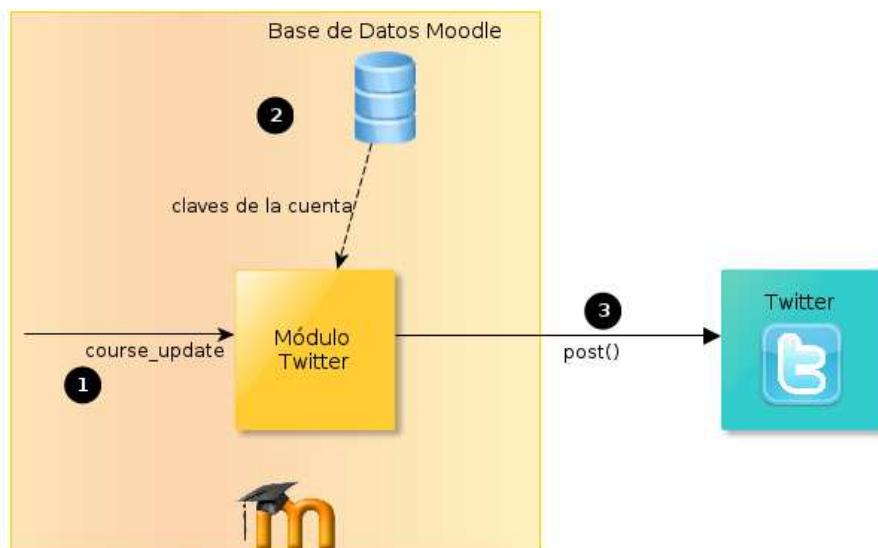 Base de Datos Moodle
2
claves de la cuenta
Módulo
Twitter
course_update
1
3
post()
Twitter
t
m